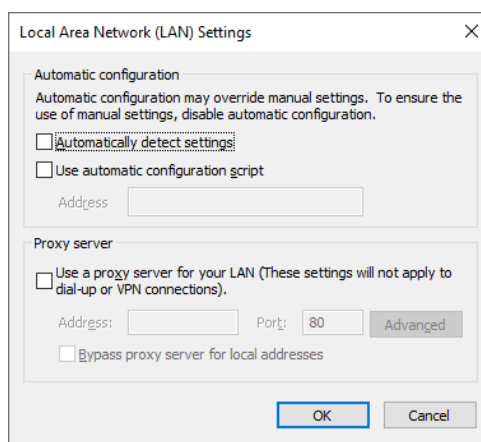 Local Area Network (LAN) Settings
Automatic configuration
Automatic configuration may override manual settings. To ensure the
use of manual settings, disable automatic configuration.
Automatically detect settings
Use automatic configuration script
Address
Proxy server
Use a proxy server for your LAN (These settings will not apply to
dial-up or VPN connections).
Address: Port: 80 Advanced
Bypass proxy server for local addresses
OK Cancel